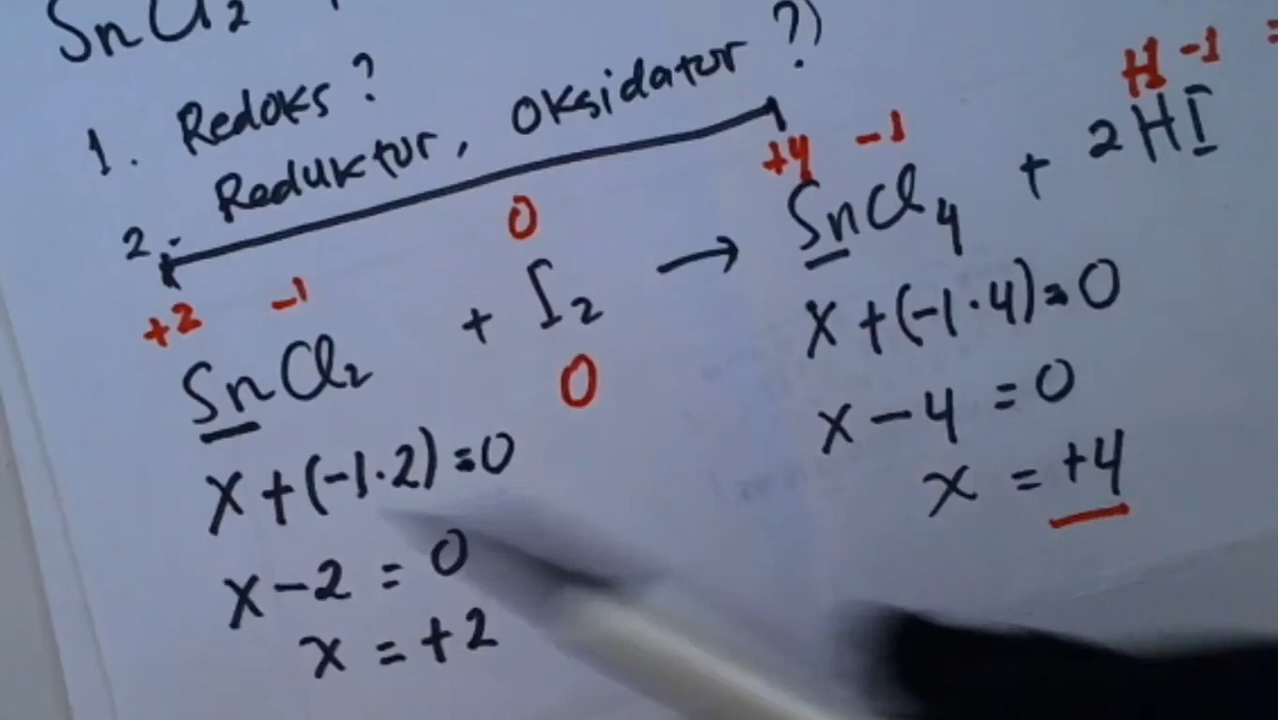 SnCl2
1. Redoks?
2. Reduktor, Oksidator?)
+2 -1 0 +4 -1 -1
SnCl2 + I2 → SnCl4 + 2HI
0
x+(-1·2)=0
x-2=0
x=+2
x+(-1·4)=0
x-4=0
x=+4